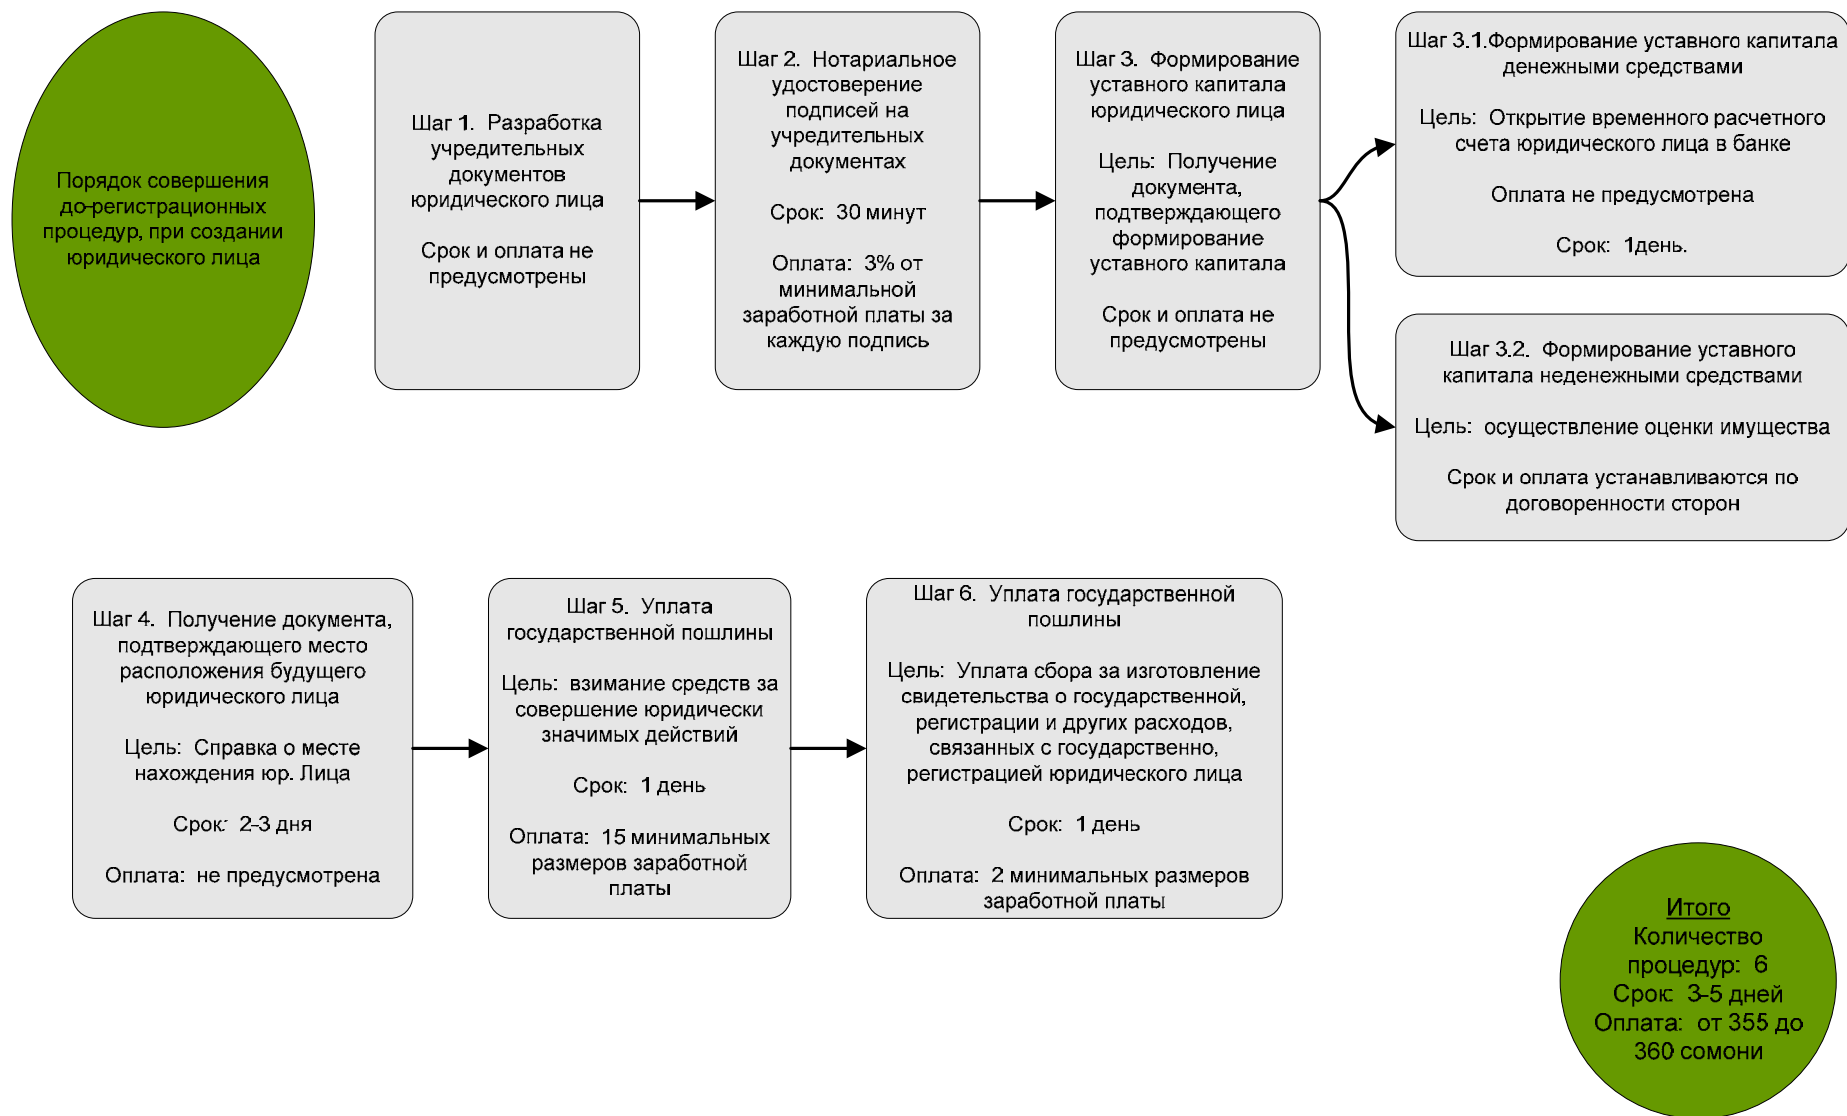 Порядок совершения
до-регистрационных
процедур, при создании
юридического лица
Шаг 1. Разработка
учредительных
документов
юридического лица
Срок и оплата не
предусмотрены
Шаг 2. Нотариальное
удостоверение
подписей на
учредительных
документах
Срок: 30 минут
Оплата: 3% от
минимальной
заработной платы за
каждую подпись
Шаг 3. Формирование
уставного капитала
юридического лица
Цель: Получение
документа,
подтверждающего
формирование
уставного капитала
Срок и оплата не
предусмотрены
Шаг 3.1.Формирование уставного капитала
денежными средствами
Цель: Открытие временного расчетного
счета юридического лица в банке
Оплата не предусмотрена
Срок: 1день.
Шаг 3.2. Формирование уставного
капитала неденежными средствами
Цель: осуществление оценки имущества
Срок и оплата устанавливаются по
договоренности сторон
Шаг 4. Получение документа,
подтверждающего место
расположения будущего
юридического лица
Цель: Справка о месте
нахождения юр. Лица
Срок: 2-3 дня
Оплата: не предусмотрена
Шаг 5. Уплата
государственной пошлины
Цель: взимание средств за
совершение юридически
значимых действий
Срок: 1 день
Оплата: 15 минимальных
размеров заработной
платы
Шаг 6. Уплата государственной
пошлины
Цель: Уплата сбора за изготовление
свидетельства о государственной,
регистрации и других расходов,
связанных с государственно,
регистрацией юридического лица
Срок: 1 день
Оплата: 2 минимальных размеров
заработной платы
Итого
Количество
процедур: 6
Срок: 3-5 дней
Оплата: от 355 до
360 сомони